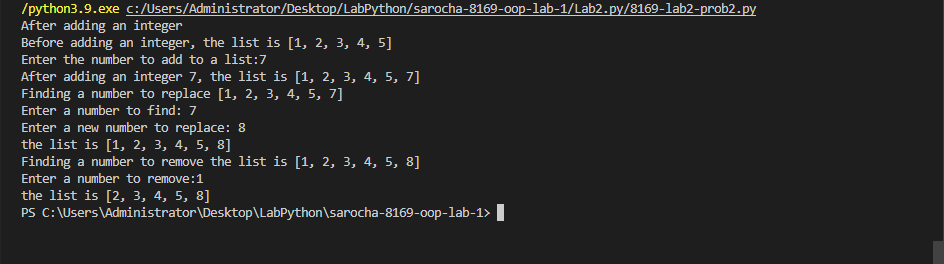 /python3.9.exe c:/Users/Administrator/Desktop/LabPython/sarocha-8169-oop-lab-1/Lab2.py/8169-lab2-prob2.py
After adding an integer
Before adding an integer, the list is [1, 2, 3, 4, 5]
Enter the number to add to a list:7
After adding an integer 7, the list is [1, 2, 3, 4, 5, 7]
Finding a number to replace [1, 2, 3, 4, 5, 7]
Enter a number to find: 7
Enter a new number to replace: 8
the list is [1, 2, 3, 4, 5, 8]
Finding a number to remove the list is [1, 2, 3, 4, 5, 8]
Enter a number to remove:1
the list is [2, 3, 4, 5, 8]
PS C:\Users\Administrator\Desktop\LabPython\sarocha-8169-oop-lab-1>